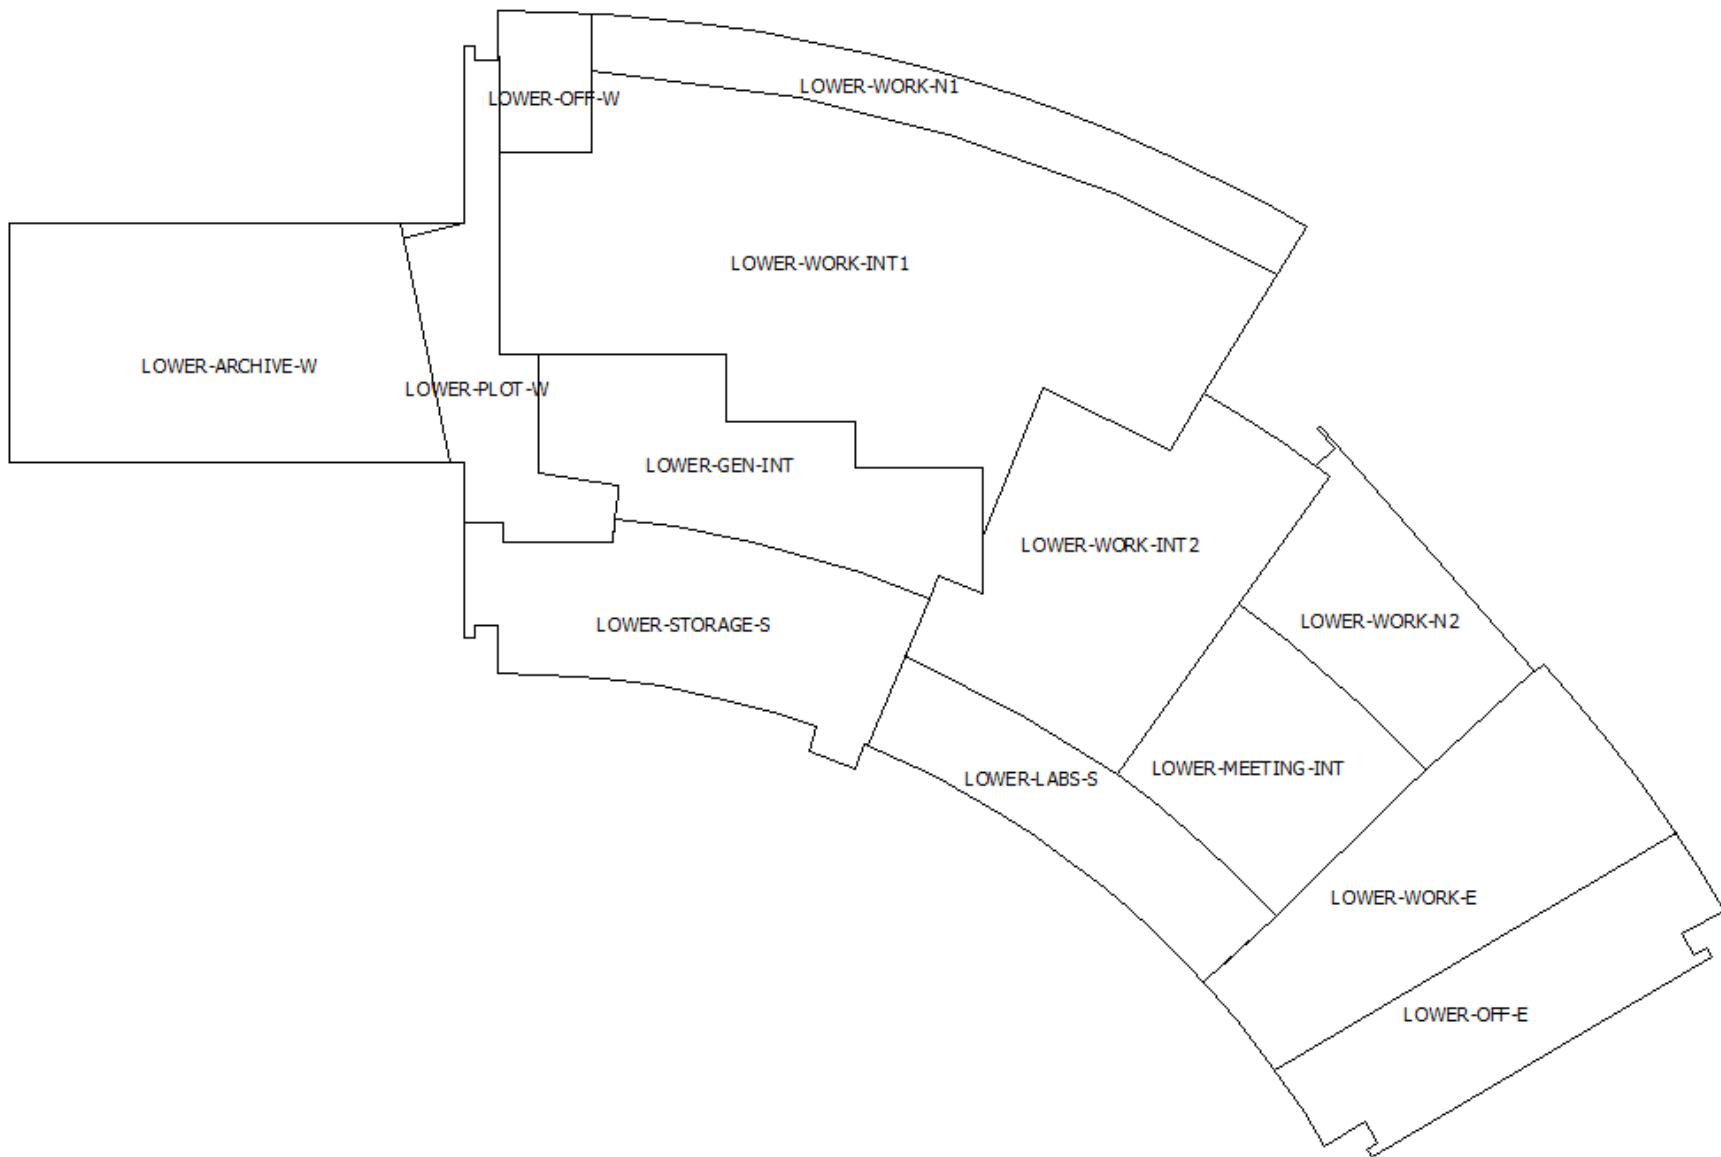 LOWER-WORK-N1
LOWER-OFF-W
LOWER-WORK-INT1
LOWER-ARCHIVE-W
LOWER-PLOT-W
LOWER-GEN-INT
LOWER-WORK-INT2
LOWER-STORAGE-S
LOWER-WORK-N2
LOWER-MEETING-INT
LOWER-LABS-S
LOWER-WORK-E
LOWER-OFF-E